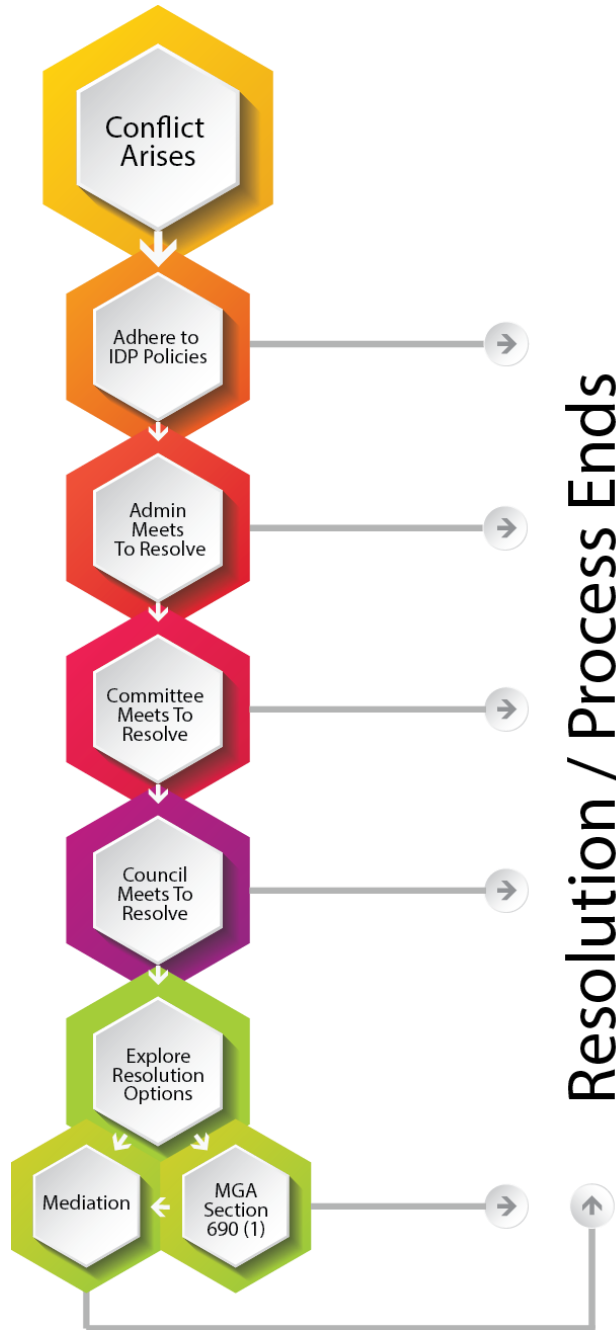 Conflict
Arises
Adhere to
IDP Policies
Admin
Meets
To Resolve
Committee
Meets To
Resolve
Council
Meets To
Resolve
Explore
Resolution
Options
Mediation
MGA
Section
690 (1)
Resolution / Process Ends